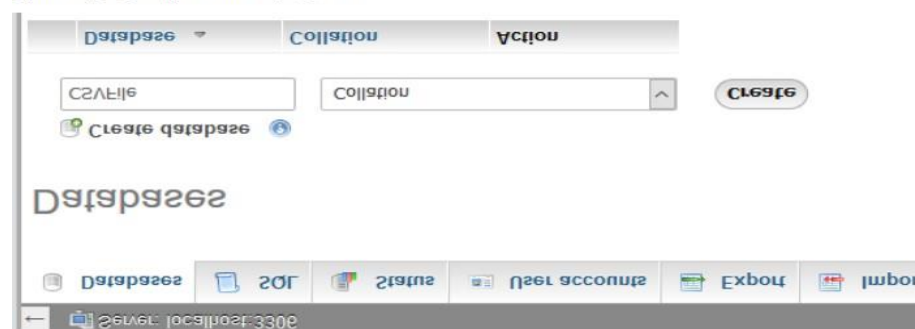 Server: localhost:3306
Databases SQL Status User accounts Export Impor
Databases
Create database
CSVFile Collation Create
Database Collation Action